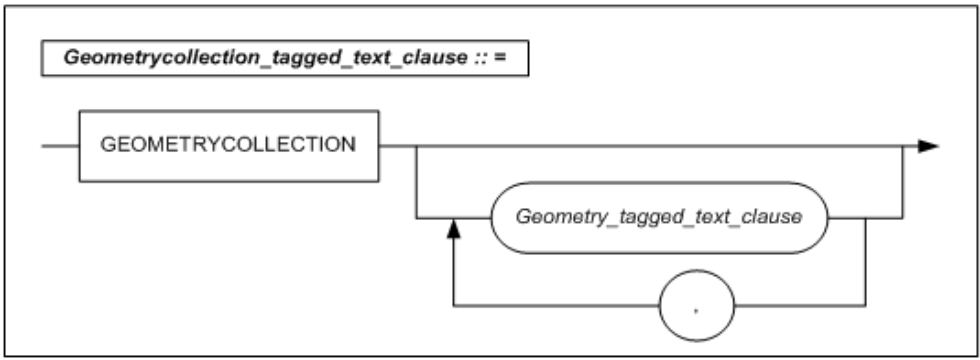 Geometrycollection_tagged_text_clause :: =
GEOMETRYCOLLECTION
Geometry_tagged_text_clause
,